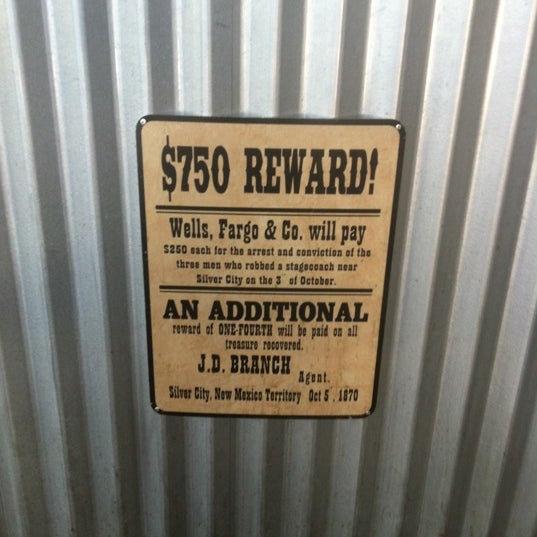 $750 REWARD!
Wells, Fargo & Co. will pay
$250 each for the arrest and conviction of the
three men who robbed a stagecoach near
Silver City on the 3 of October.
AN ADDITIONAL
reward of ONE-FOURTH will be paid on all
treasure recovered.
J.D. BRANCH
Agent.
Silver City, New Mexico Territory Oct 5, 1870